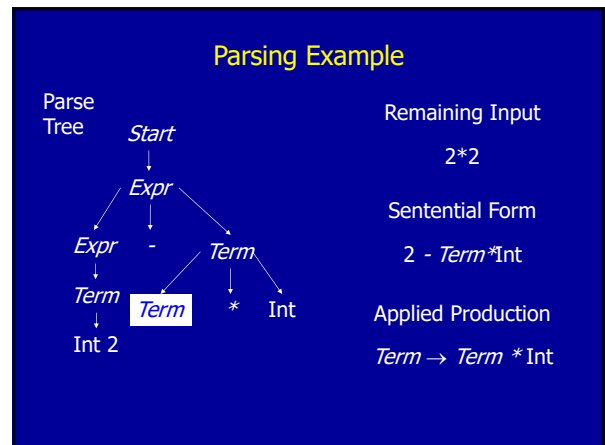 Parsing Example
Parse
Tree
Start
Expr
Expr - Term
Term Term * Int
Int 2
Remaining Input
2*2
Sentential Form
2 - Term*Int
Applied Production
Term → Term * Int